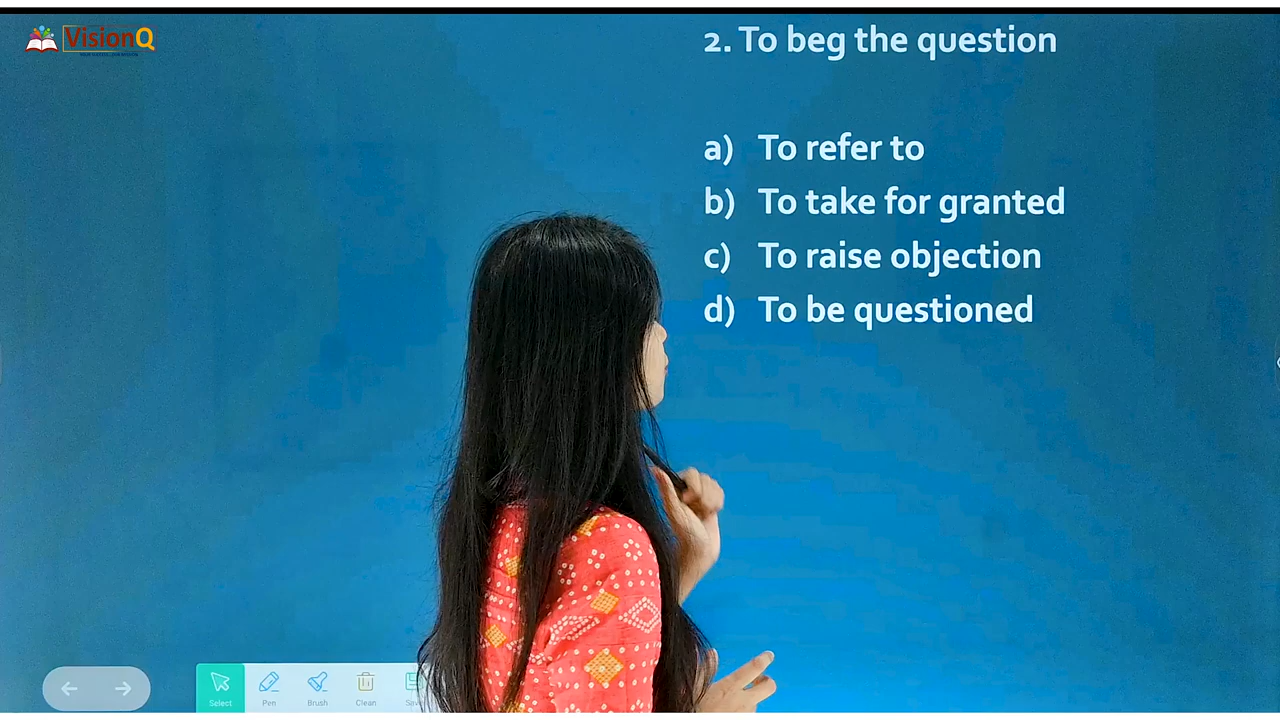 VisionQ
2. To beg the question
a) To refer to
b) To take for granted
c) To raise objection
d) To be questioned
Select Pen Brush Clean